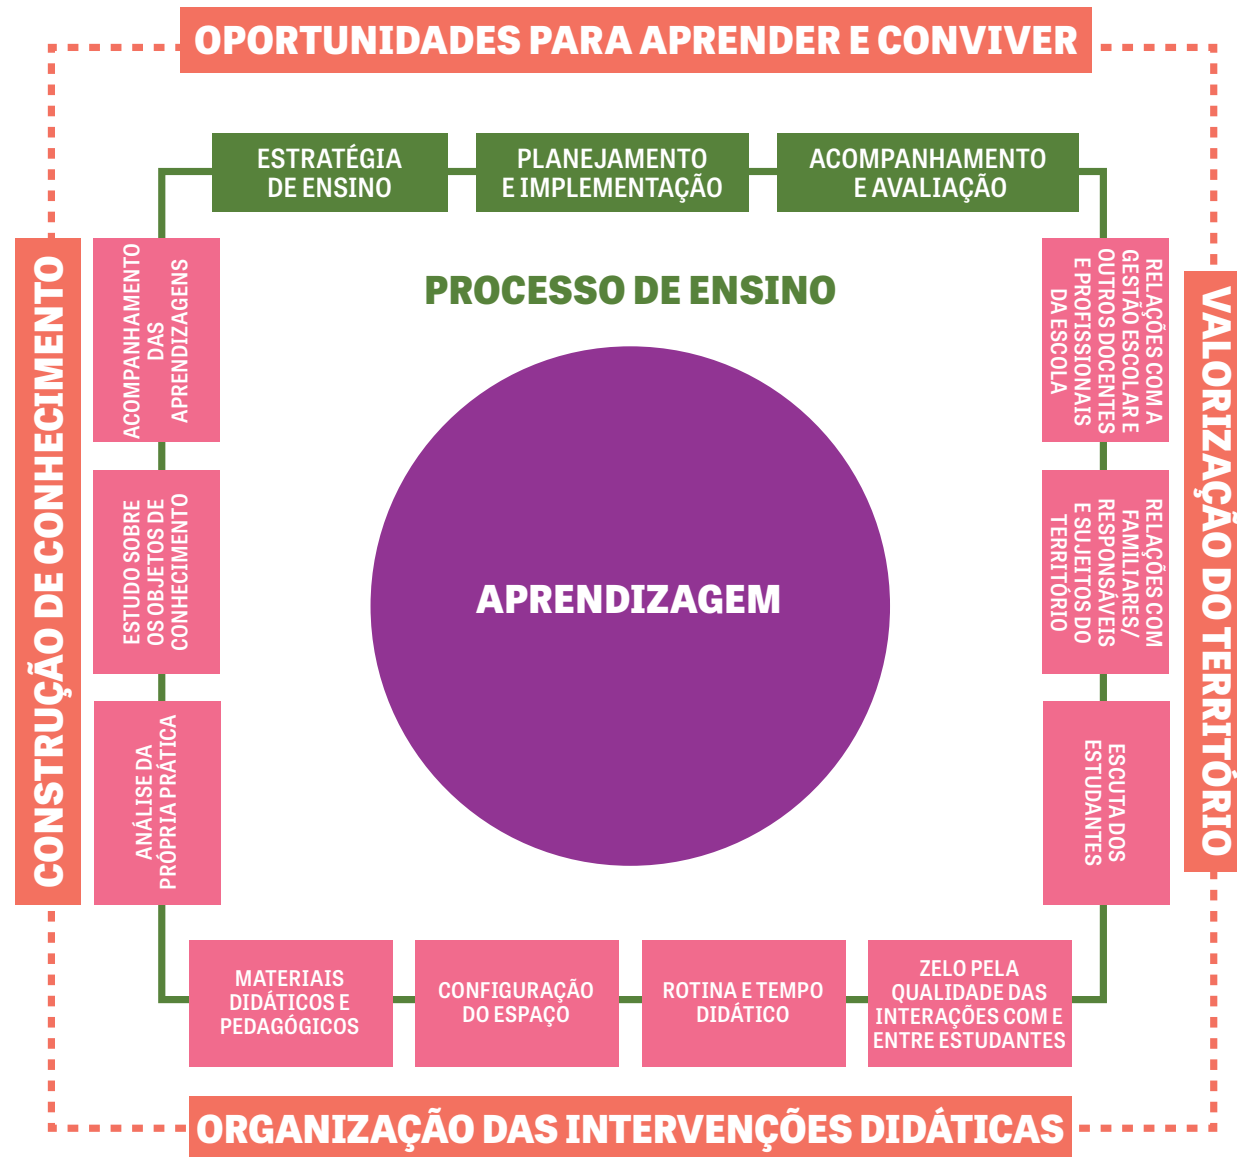 OPORTUNIDADES PARA APRENDER E CONVIVER
ESTRATÉGIA
DE ENSINO
PLANEJAMENTO
E IMPLEMENTAÇÃO
ACOMPANHAMENTO
E AVALIAÇÃO
CONSTRUÇÃO DE CONHECIMENTO
ACOMPANHAMENTO
DAS
APRENDIZAGENS
ESTUDO SOBRE
OS OBJETOS DE
CONHECIMENTO
ANÁLISE DA
PRÓPRIA PRÁTICA
PROCESSO DE ENSINO
APRENDIZAGEM
RELAÇÕES COM A
GESTÃO ESCOLAR E
OUTROS DOCENTES
E PROFISSIONAIS
DA ESCOLA
RELAÇÕES COM
FAMILIARES/
RESPONSÁVEIS
E SUJEITOS DO
TERRITÓRIO
ESCUTA DOS
ESTUDANTES
VALORIZAÇÃO DO TERRITÓRIO
MATERIAIS
DIDÁTICOS E
PEDAGÓGICOS
CONFIGURAÇÃO
DO ESPAÇO
ROTINA E TEMPO
DIDÁTICO
ZELO PELA
QUALIDADE DAS
INTERAÇÕES COM E
ENTRE ESTUDANTES
ORGANIZAÇÃO DAS INTERVENÇÕES DIDÁTICAS